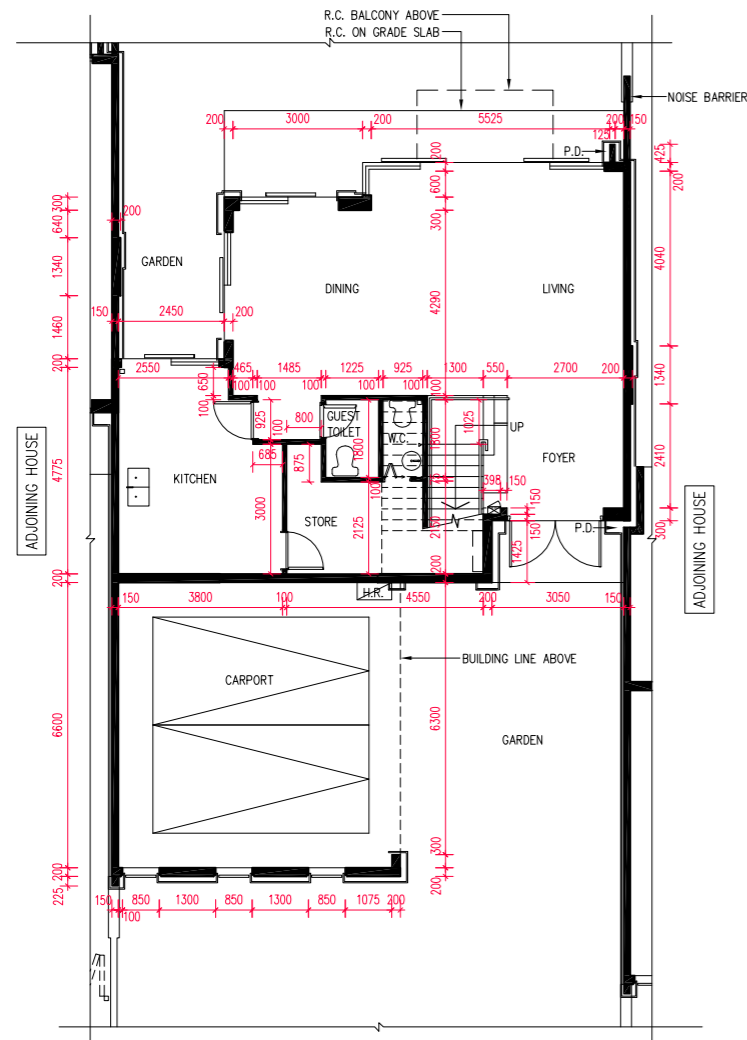 R.C. BALCONY ABOVE
R.C. ON GRADE SLAB
NOISE BARRIER
200 3000 200 5525 200 150
125
P.D.
200
425
200
600
300
300
640
200
1340
1460
200
GARDEN
DINING
LIVING
4290
4040
1340
150 2450 200
2550 465 1485 1225 925 1300 550 2700 200
100 100 100 100
100
650
100
925
100
800
685
875
GUEST
TOILET
1800
W.C.
1800
1025
UP
FOYER
2410
398 150
150
150
300
P.D.
1425
KITCHEN
3000
STORE
100
2125
2150
200
4775
200
ADJOINING HOUSE
ADJOINING HOUSE
H.R.
150 3800 100 4550 200 3050 150
BUILDING LINE ABOVE
CARPORT
GARDEN
6600
6300
300
200
200
225
150 850 1300 850 1300 850 1075 200
100